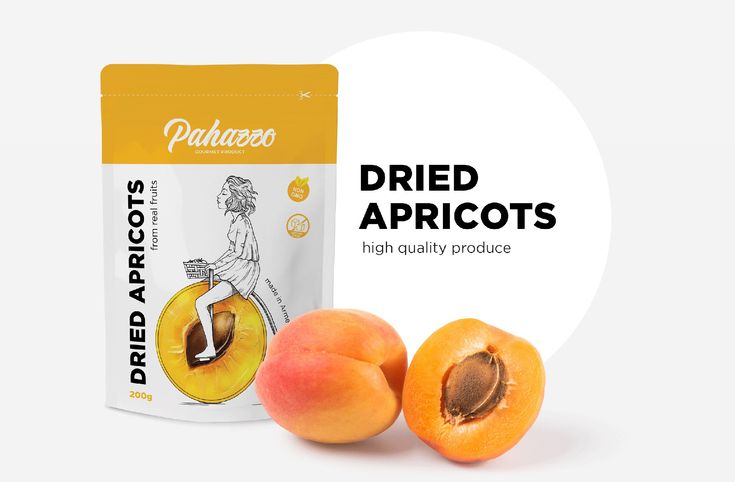 Pahazzo
GOURMET PRODUCT
DRIED APRICOTS
from real fruits
NON
GMO
made in Arme
200g
DRIED
APRICOTS
high quality produce